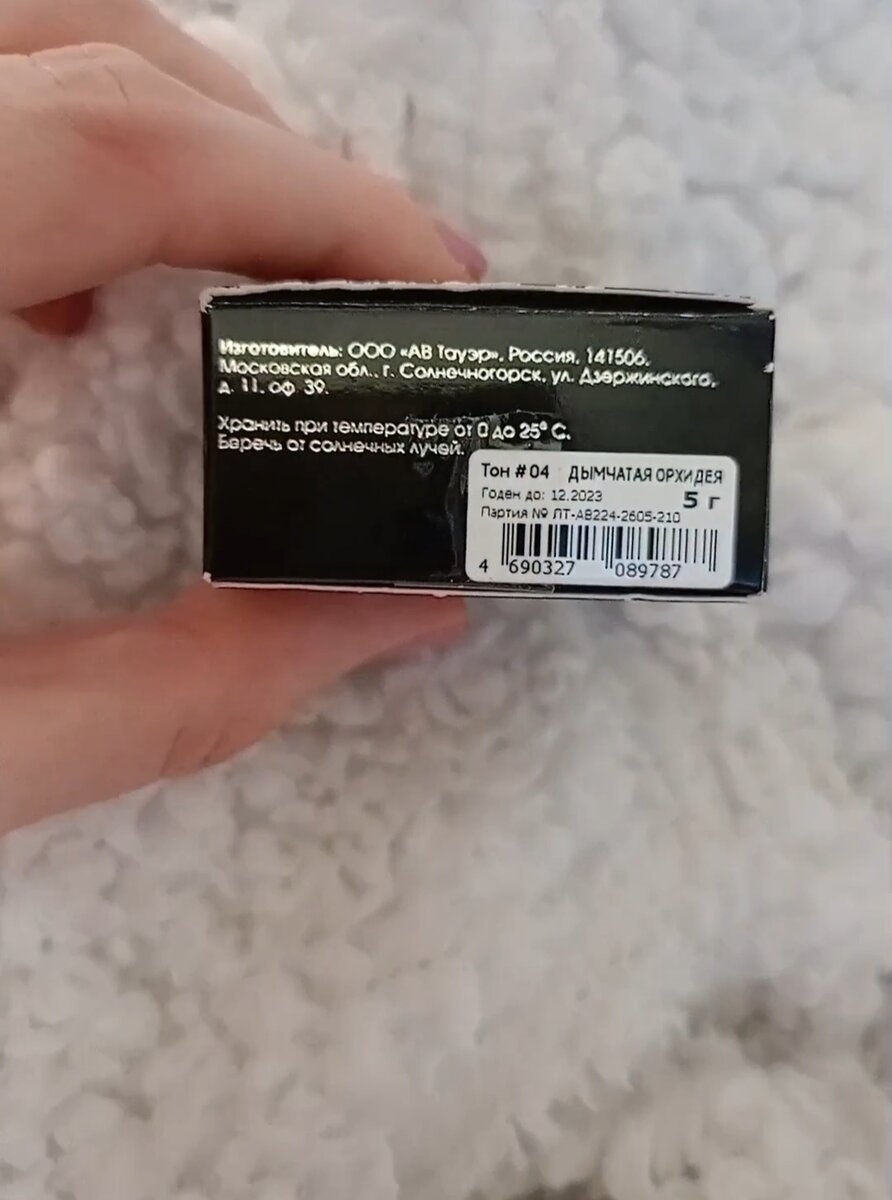 Изготовитель: ООО «АВ Тауэр», Россия, 141506,
Московская обл., г. Солнечногорск, ул. Дзержинского,
д. 11, оф. 39.
Хранить при температуре от 0 до 25° С.
Беречь от солнечных лучей.
Тон # 04 ДЫМЧАТАЯ ОРХИДЕЯ
Годен до: 12.2023 5 г
Партия № ЛТ-АВ224-2605-210
4 690327 089787